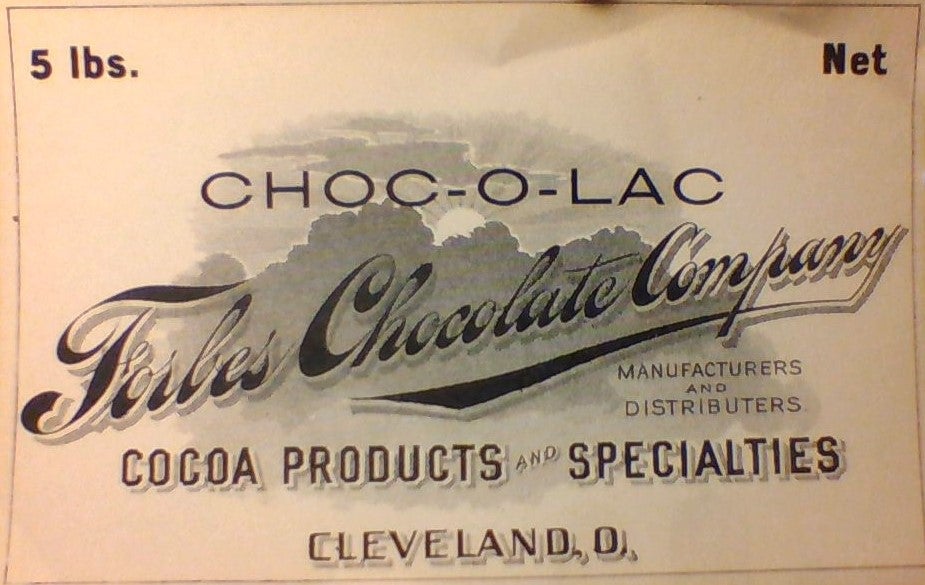 5 lbs. Net
CHOC-O-LAC
Forbes Chocolate Company
MANUFACTURERS
AND
DISTRIBUTERS
COCOA PRODUCTS AND SPECIALTIES
CLEVELAND, O.